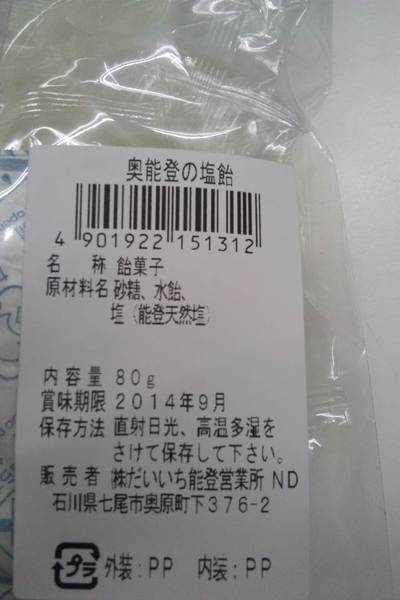 奥能登の塩飴
4 901922 151312
名 称 飴菓子
原材料名 砂糖、水飴、
塩(能登天然塩)
内容量 80g
賞味期限 2014年9月
保存方法 直射日光、高温多湿を
さけて保存して下さい。
販売者 ㈱だいいち能登営業所 ND
石川県七尾市奥原町下376-2
プラ 外装:PP 内装:PP